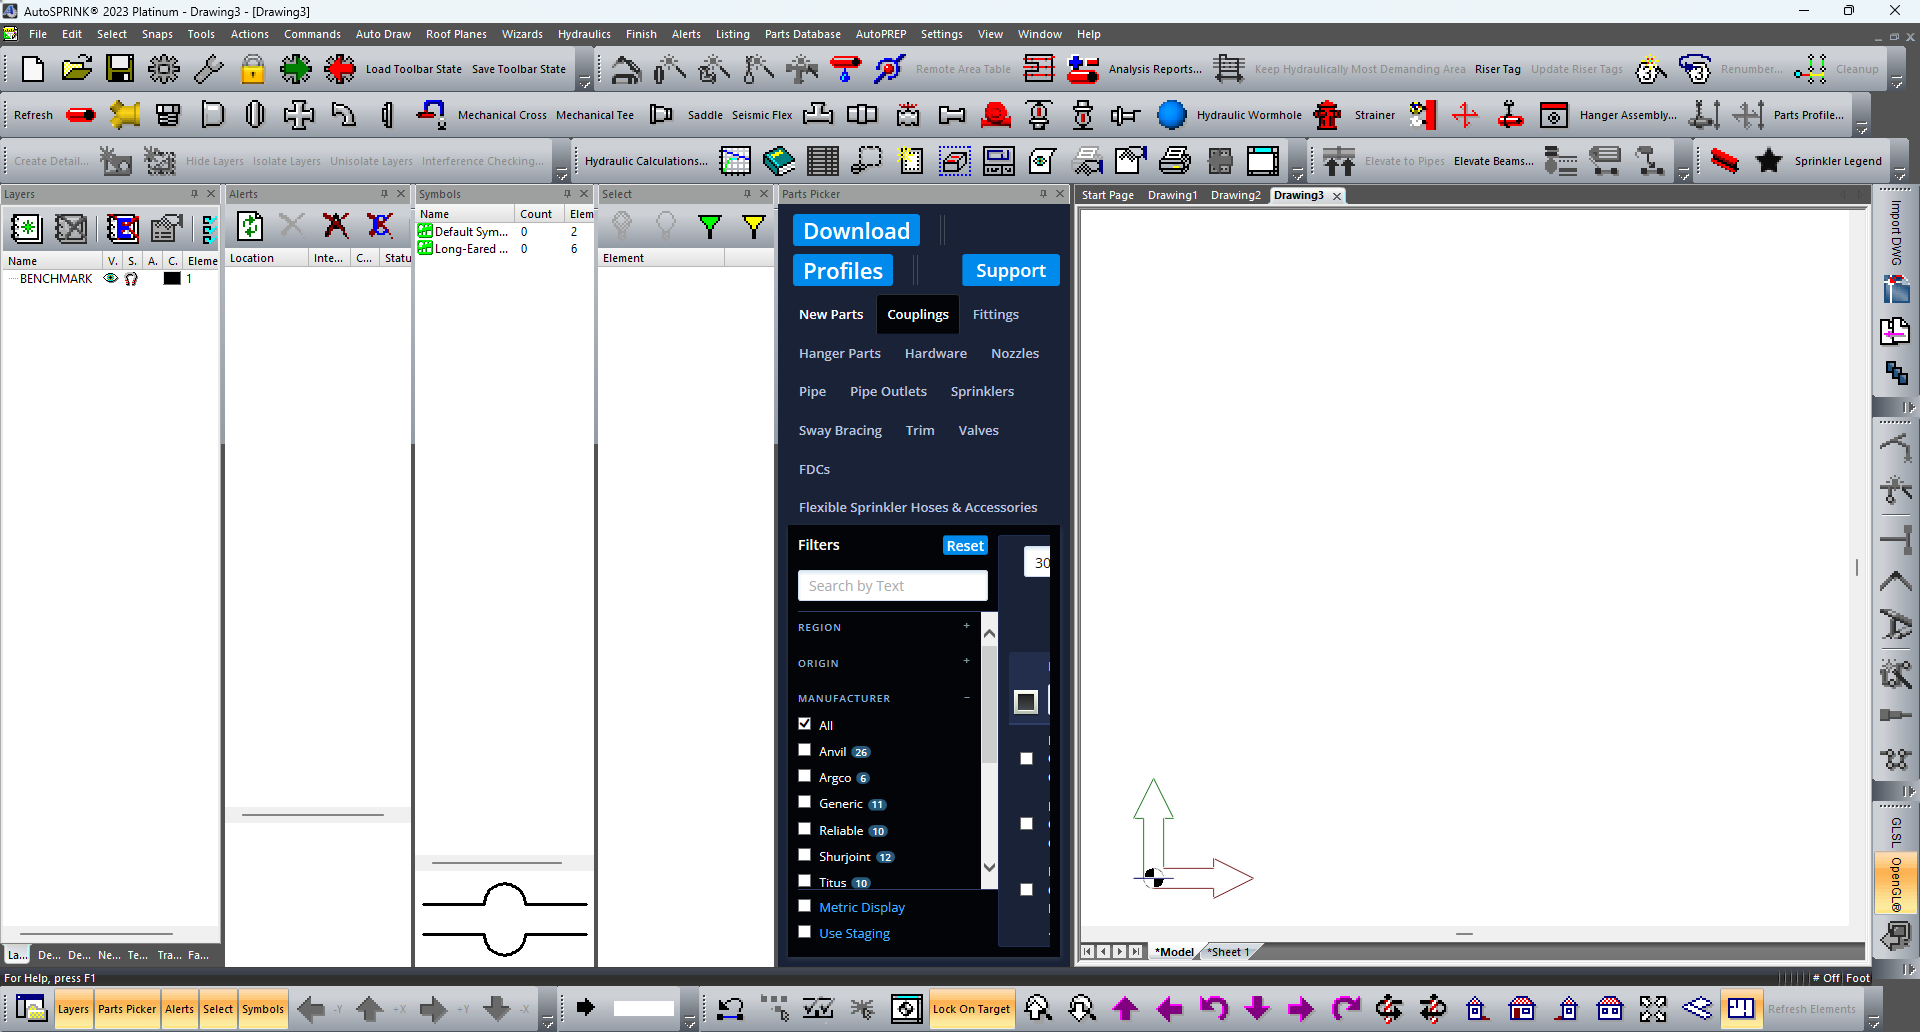 AutoSPRINK® 2023 Platinum - Drawing3 - [Drawing3]
File Edit Select Snaps Tools Actions Commands Auto Draw Roof Planes Wizards Hydraulics Finish Alerts Listing Parts Database AutoPREP Settings View Window Help
Load Toolbar State Save Toolbar State Remote Area Table Analysis Reports... Keep Hydraulically Most Demanding Area Riser Tag Update Riser Tags Renumber... Cleanup
Refresh Mechanical Cross Mechanical Tee Saddle Seismic Flex Hydraulic Wormhole Strainer Hanger Assembly... Parts Profile...
Create Detail... Hide Layers Isolate Layers Unisolate Layers Interference Checking... Hydraulic Calculations... Elevate to Pipes Elevate Beams... Sprinkler Legend
Layers
Name V. S. A. C. Eleme
BENCHMARK 1
La... De... De... Ne... Te... Tra... Fa...
Alerts
Location Inte... C... Statu
Symbols
Name Count Elem
Default Sym... 0 2
Long-Eared ... 0 6
Select
Element
Parts Picker
Download
Profiles Support
New Parts Couplings Fittings
Hanger Parts Hardware Nozzles
Pipe Pipe Outlets Sprinklers
Sway Bracing Trim Valves
FDCs
Flexible Sprinkler Hoses & Accessories
Filters Reset
30
Search by Text
REGION +
ORIGIN +
MANUFACTURER −
All
Anvil 26
Argco 6
Generic 11
Reliable 10
Shurjoint 12
Titus 10
Metric Display
Use Staging
Start Page Drawing1 Drawing2 Drawing3
*Model *Sheet 1
Import DWG
GLSL
OpenGL®
For Help, press F1
# Off Foot
Layers Parts Picker Alerts Select Symbols -Y +X +Y -X Lock On Target Refresh Elements